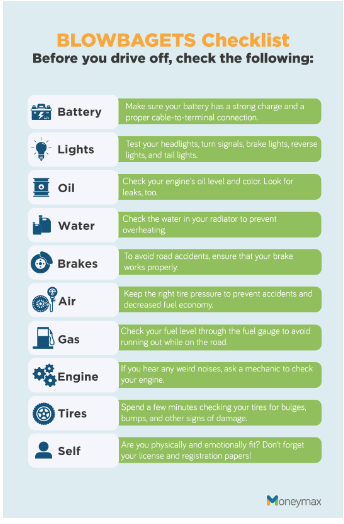 BLOWBAGETS Checklist
Before you drive off, check the following:
Battery
Make sure your battery has a strong charge and a
proper cable-to-terminal connection.
Lights
Test your headlights, turn signals, brake lights, reverse
lights, and tail lights.
Oil
Check your engine's oil level and color. Look for
leaks, too.
Water
Check the water in your radiator to prevent
overheating.
Brakes
To avoid road accidents, ensure that your brake
works properly.
Air
Keep the right tire pressure to prevent accidents and
decreased fuel economy.
Gas
Check your fuel level through the fuel gauge to avoid
running out while on the road.
Engine
If you hear any weird noises, ask a mechanic to check
your engine.
Tires
Spend a few minutes checking your tires for bulges,
bumps, and other signs of damage.
Self
Are you physically and emotionally fit? Don't forget
your license and registration papers!
Moneymax